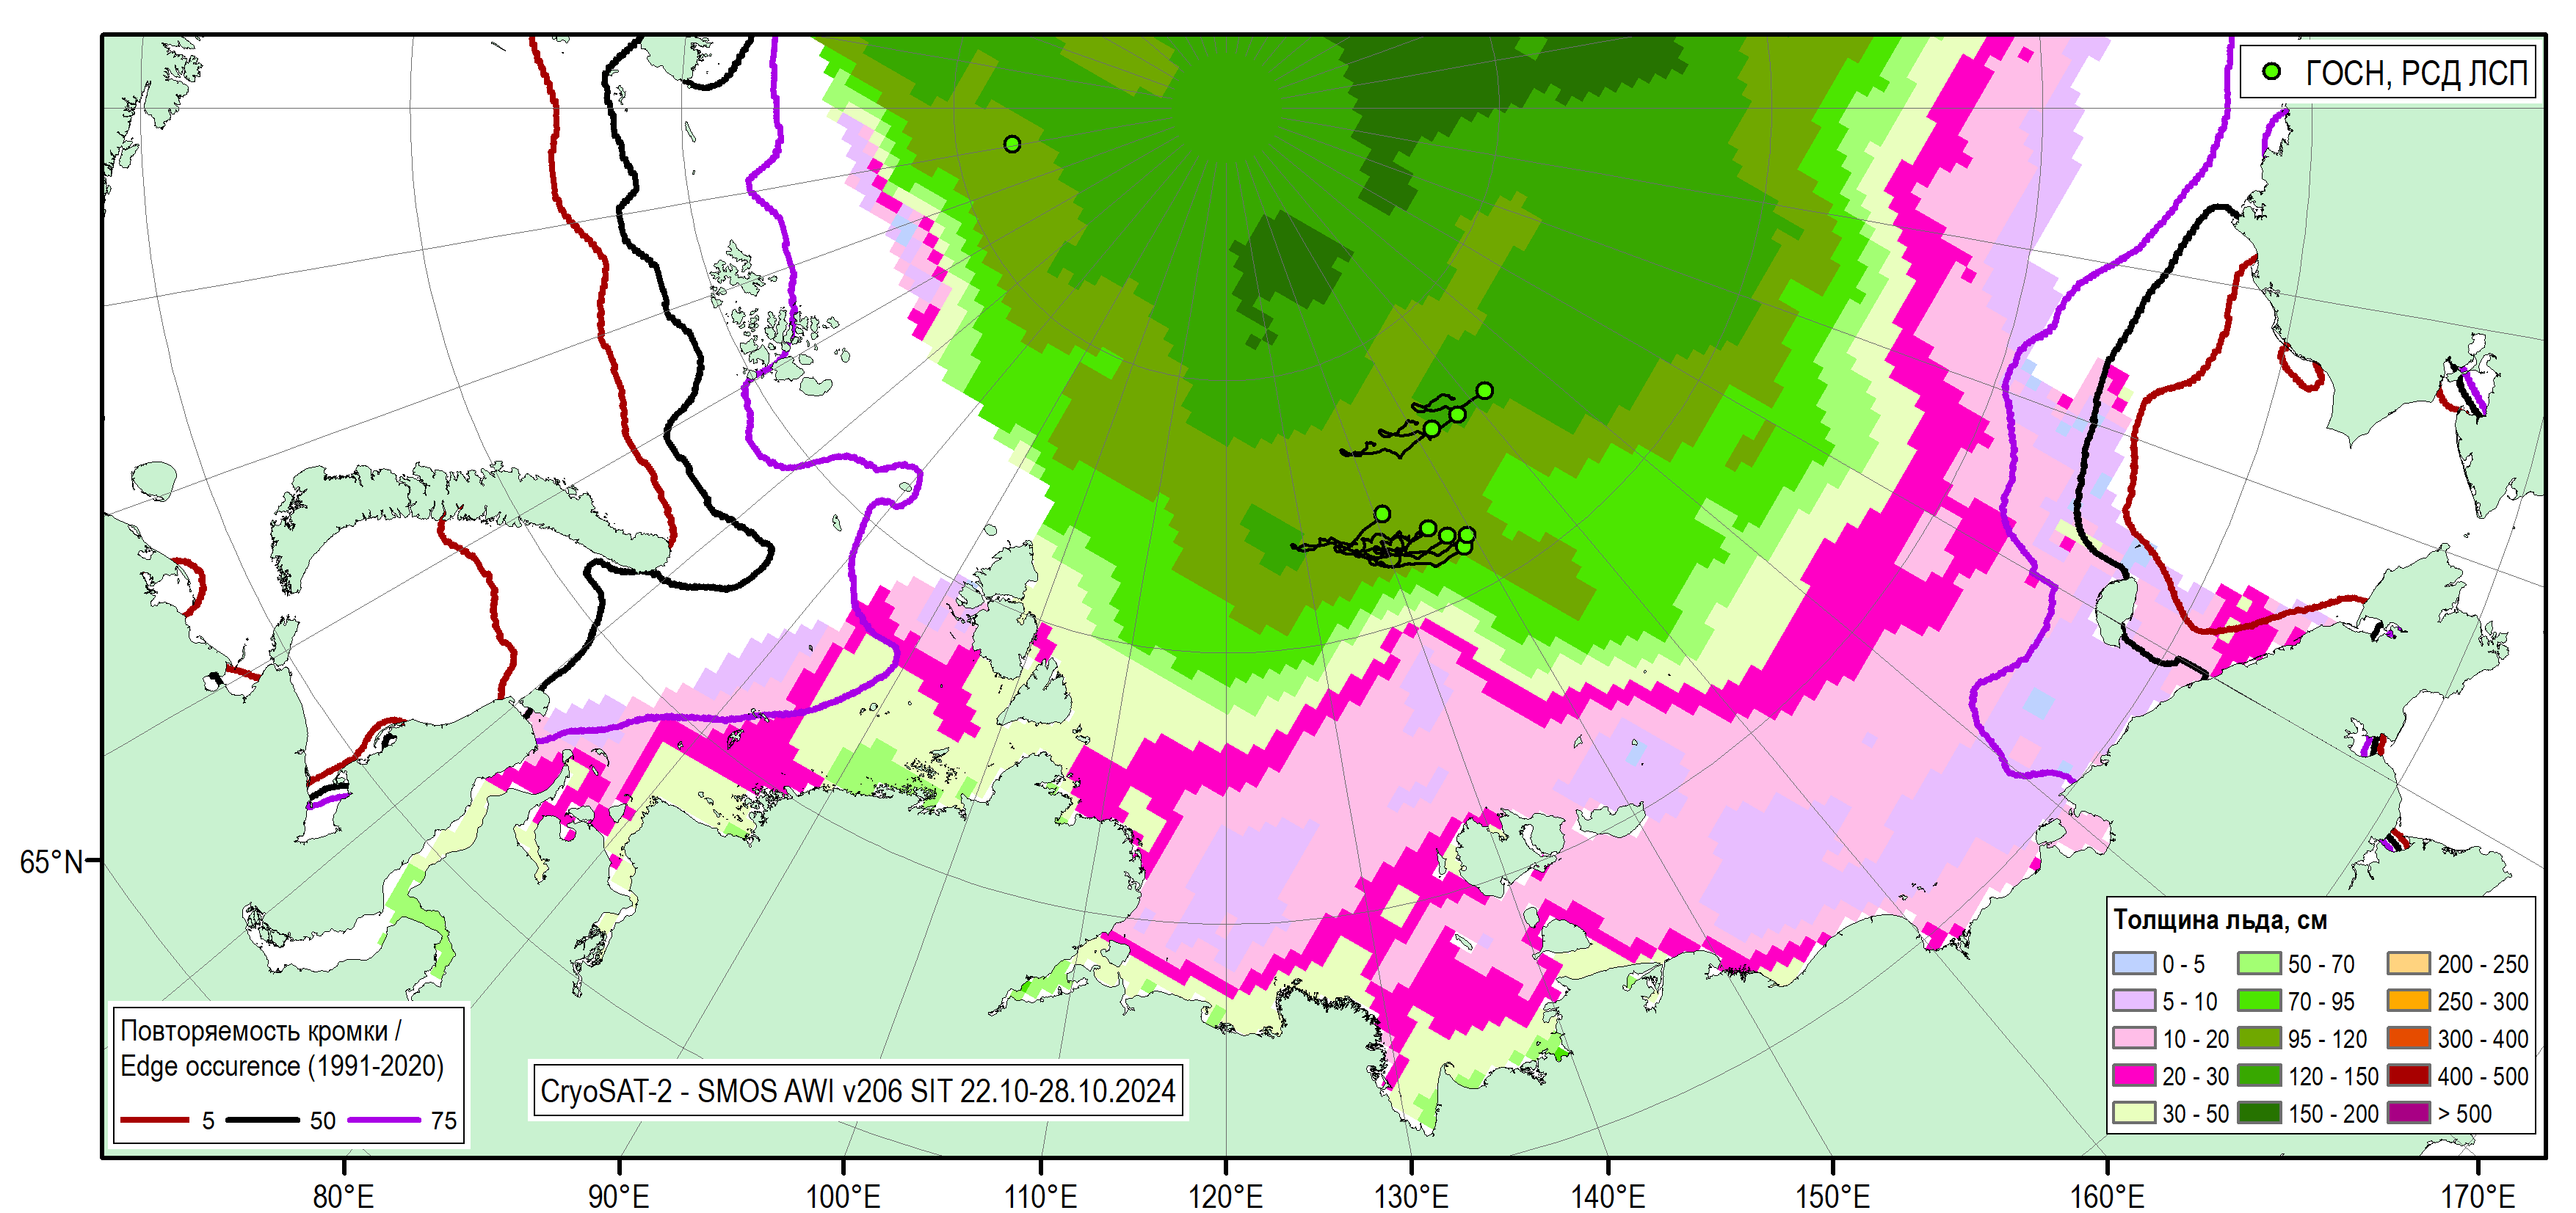 ГОСН, РСД ЛСП
65°N
Толщина льда, см
0 - 5
50 - 70
200 - 250
5 - 10
70 - 95
250 - 300
10 - 20
95 - 120
300 - 400
20 - 30
120 - 150
400 - 500
30 - 50
150 - 200
> 500
Повторяемость кромки /
Edge occurence (1991-2020)
5
50
75
CryoSAT-2 - SMOS AWI v206 SIT 22.10-28.10.2024
80°E
90°E
100°E
110°E
120°E
130°E
140°E
150°E
160°E
170°E